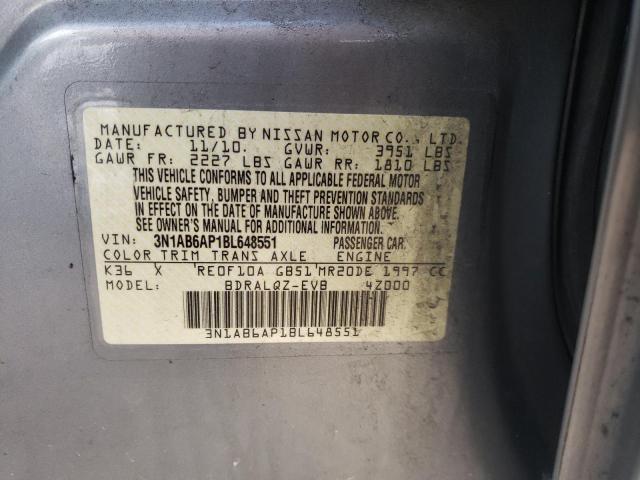 MANUFACTURED BY NISSAN MOTOR CO., LTD.
DATE: 11/10. GVWR: 3951 LBS
GAWR FR: 2227 LBS GAWR RR: 1810 LBS
THIS VEHICLE CONFORMS TO ALL APPLICABLE FEDERAL MOTOR
VEHICLE SAFETY, BUMPER AND THEFT PREVENTION STANDARDS
IN EFFECT ON THE DATE OF MANUFACTURE SHOWN ABOVE.
SEE OWNER'S MANUAL FOR FURTHER INFORMATION.
VIN: 3N1AB6AP1BL648551 PASSENGER CAR.
COLOR TRIM TRANS AXLE ENGINE
K36 X 'RE0F10A GB51'MR20DE 1997 CC
MODEL: BDRALQZ-EVB 4Z000
3N1AB6AP1BL648551